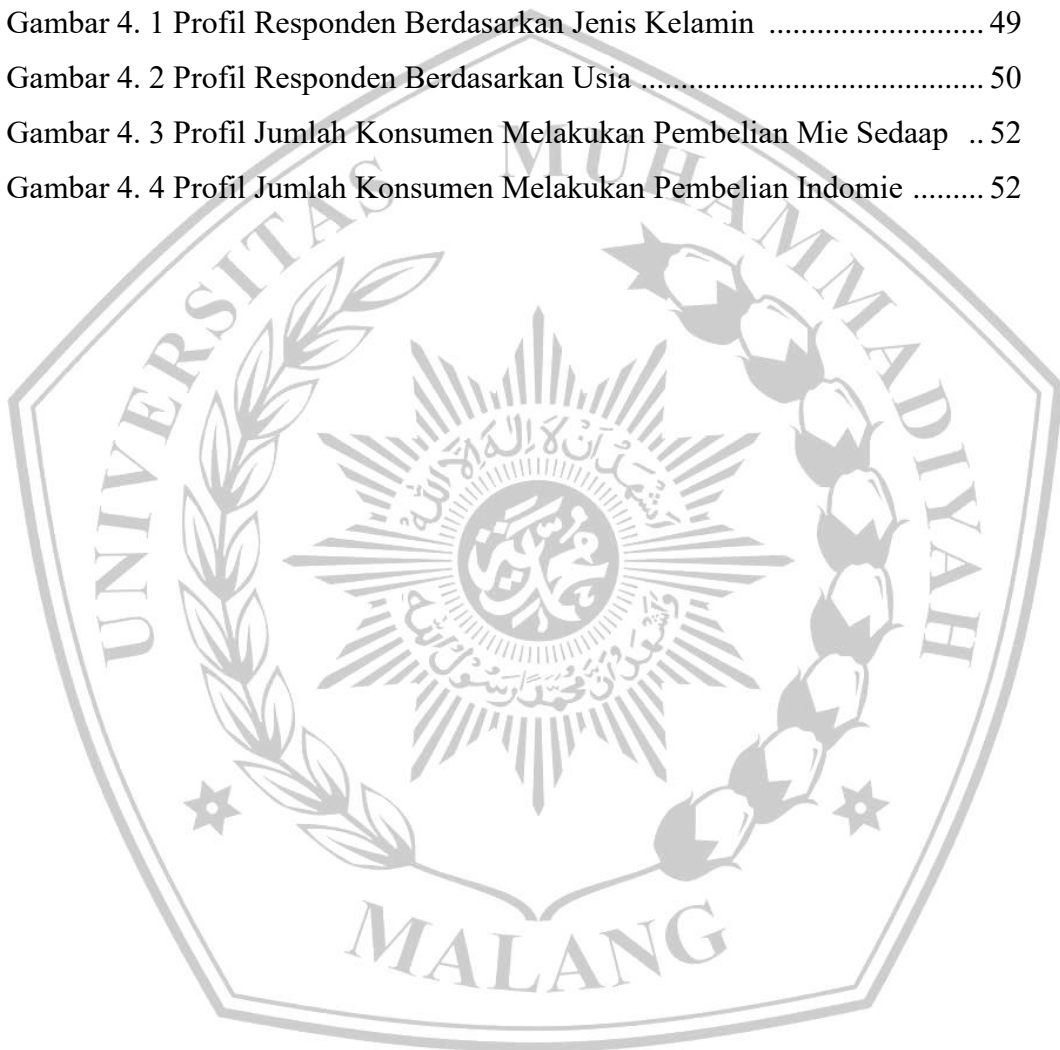 Gambar 4. 1 Profil Responden Berdasarkan Jenis Kelamin ......................... 49
Gambar 4. 2 Profil Responden Berdasarkan Usia ........................................ 50
Gambar 4. 3 Profil Jumlah Konsumen Melakukan Pembelian Mie Sedaap .. 52
Gambar 4. 4 Profil Jumlah Konsumen Melakukan Pembelian Indomie ......... 52
UNIVERSITAS MUHAMMADIYAH
MALANG